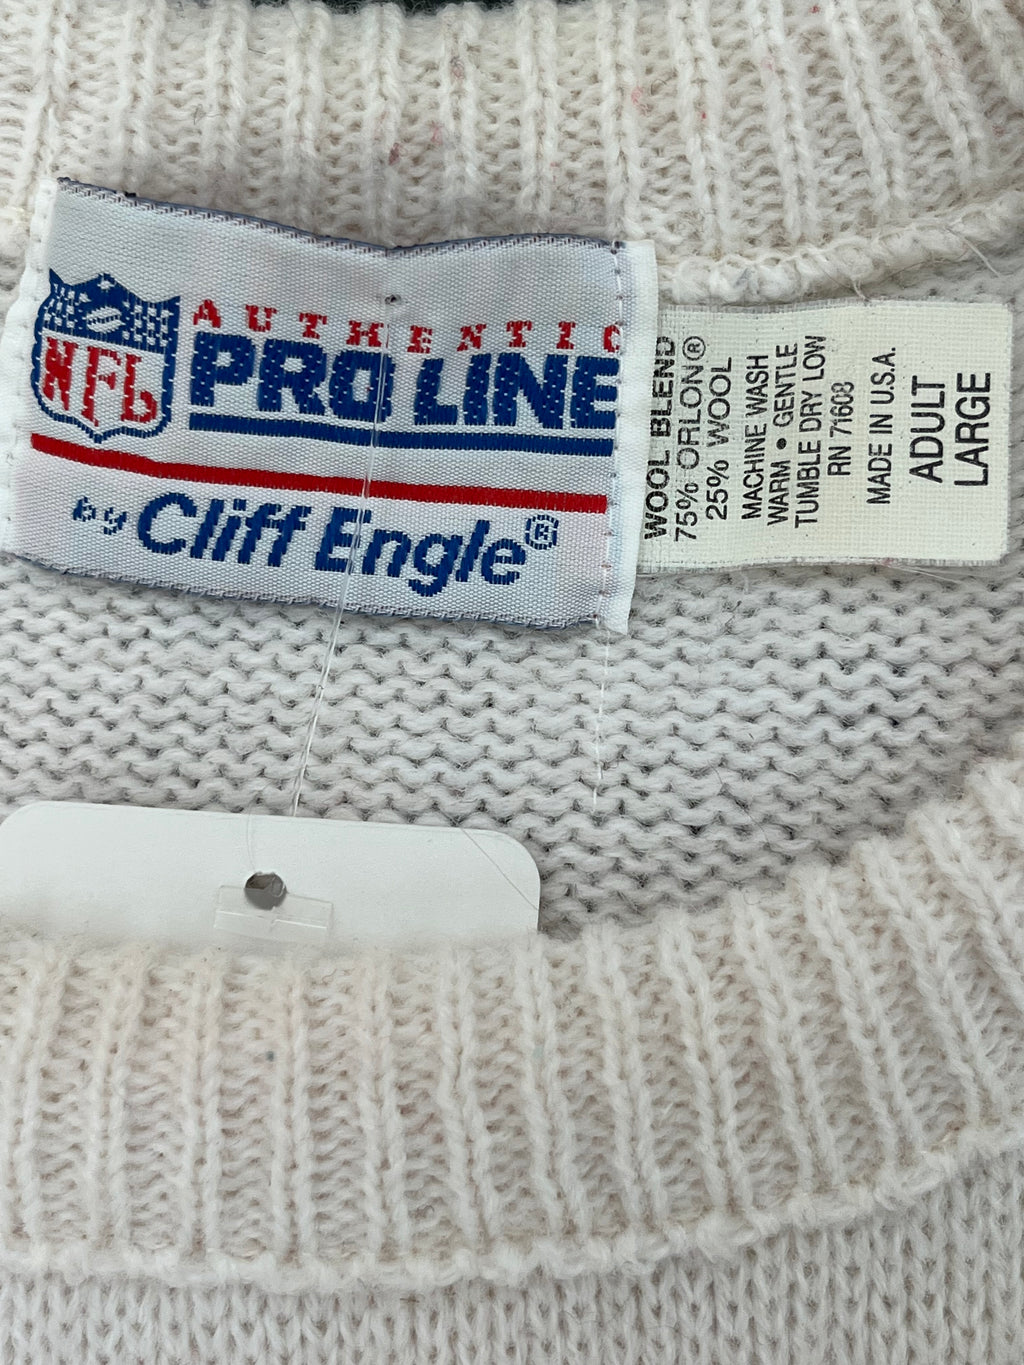 NFL
AUTHENTIC
PRO LINE
by Cliff Engle®
WOOL BLEND
75% ORLON®
25% WOOL
MACHINE WASH
WARM • GENTLE
TUMBLE DRY LOW
RN 71608
MADE IN U.S.A.
ADULT
LARGE